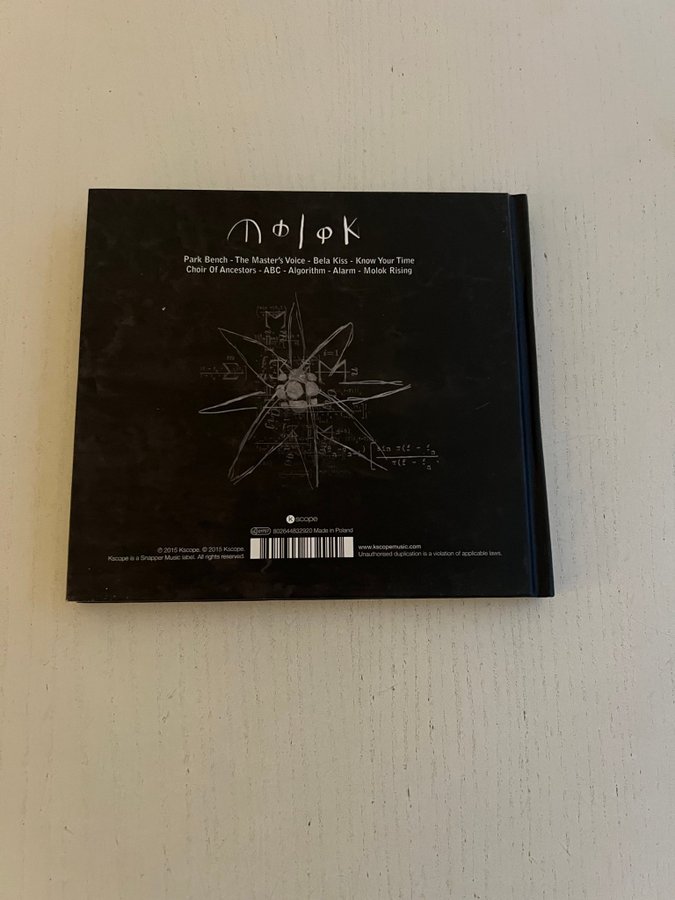 mφlφk
Park Bench - The Master's Voice - Bela Kiss - Know Your Time
Choir Of Ancestors - ABC - Algorithm - Alarm - Molok Rising
kscope
802644832920 Made in Poland
℗ 2015 Kscope. © 2015 Kscope.
Kscope is a Snapper Music label. All rights reserved.
www.kscopemusic.com
Unauthorised duplication is a violation of applicable laws.